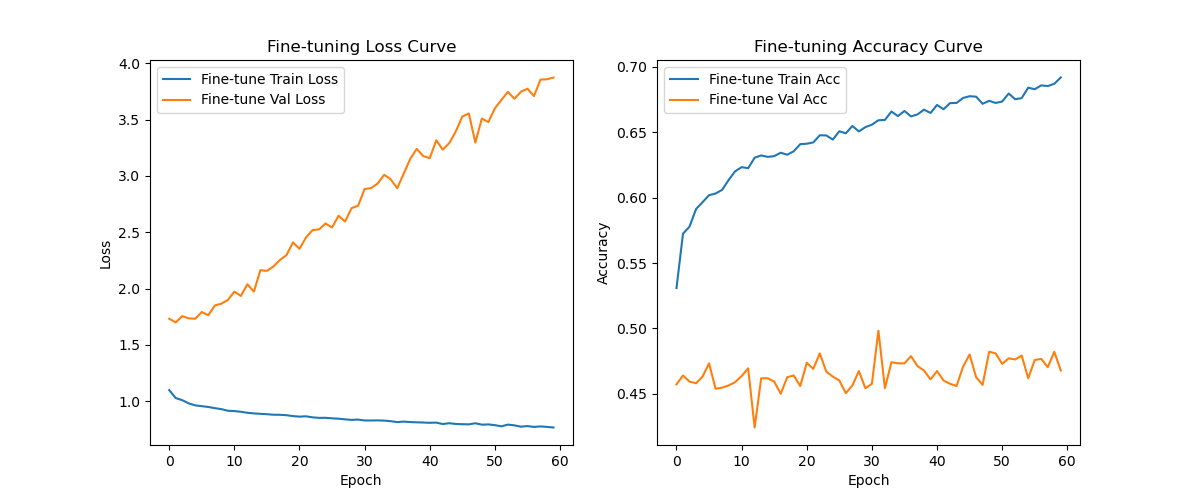 Fine-tuning Loss Curve
Fine-tune Train Loss
Fine-tune Val Loss
4.0
3.5
3.0
2.5
2.0
1.5
1.0
Loss
0
10
20
30
40
50
60
Epoch
Fine-tuning Accuracy Curve
Fine-tune Train Acc
Fine-tune Val Acc
0.70
0.65
0.60
0.55
0.50
0.45
Accuracy
0
10
20
30
40
50
60
Epoch